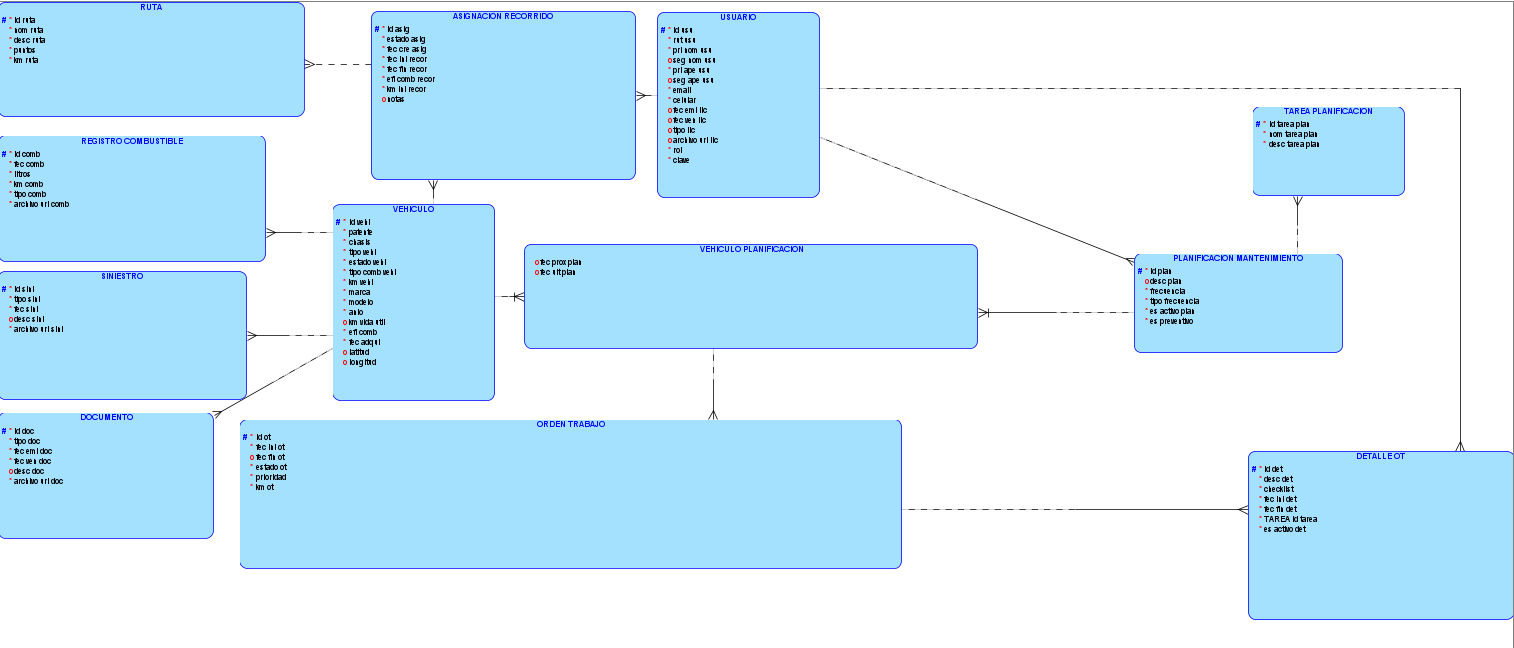 RUTA
# * id ruta
* nom ruta
* desc ruta
* puntos
* km ruta
ASIGNACION RECORRIDO
# * id asig
* estado asig
* fec cre asig
* fec ini recor
* fec fin recor
* efi comb recor
* km ini recor
o notas
USUARIO
# * id usu
* rut usu
* pri nom usu
o seg nom usu
* pri ape usu
o seg ape usu
* email
* celular
o fec emi lic
o fec ven lic
o tipo lic
o archivo url lic
* rol
* clave
TAREA PLANIFICACION
# * id tarea plan
* nom tarea plan
* desc tarea plan
REGISTRO COMBUSTIBLE
# * id comb
* fec comb
* litros
* km comb
* tipo comb
* archivo url comb
VEHICULO
# * id vehi
* patente
* chasis
* tipo vehi
* estado vehi
* tipo comb vehi
* km vehi
* marca
* modelo
* anio
o km vida util
* efi comb
* fec adqui
o latitud
o longitud
VEHICULO PLANIFICACION
o fec prox plan
o fec ult plan
PLANIFICACION MANTENIMIENTO
# * id plan
o desc plan
* frecuencia
* tipo frecuencia
* es activo plan
* es preventivo
SINIESTRO
# * id sini
* tipo sini
* fec sini
o desc sini
* archivo url sini
DOCUMENTO
# * id doc
* tipo doc
* fec emi doc
* fec ven doc
o desc doc
* archivo url doc
ORDEN TRABAJO
# * id ot
* fec ini ot
o fec fin ot
* estado ot
* prioridad
* km ot
DETALLE OT
# * id det
* desc det
* checklist
* fec ini det
* fec fin det
* TAREA id tarea
* es activo det